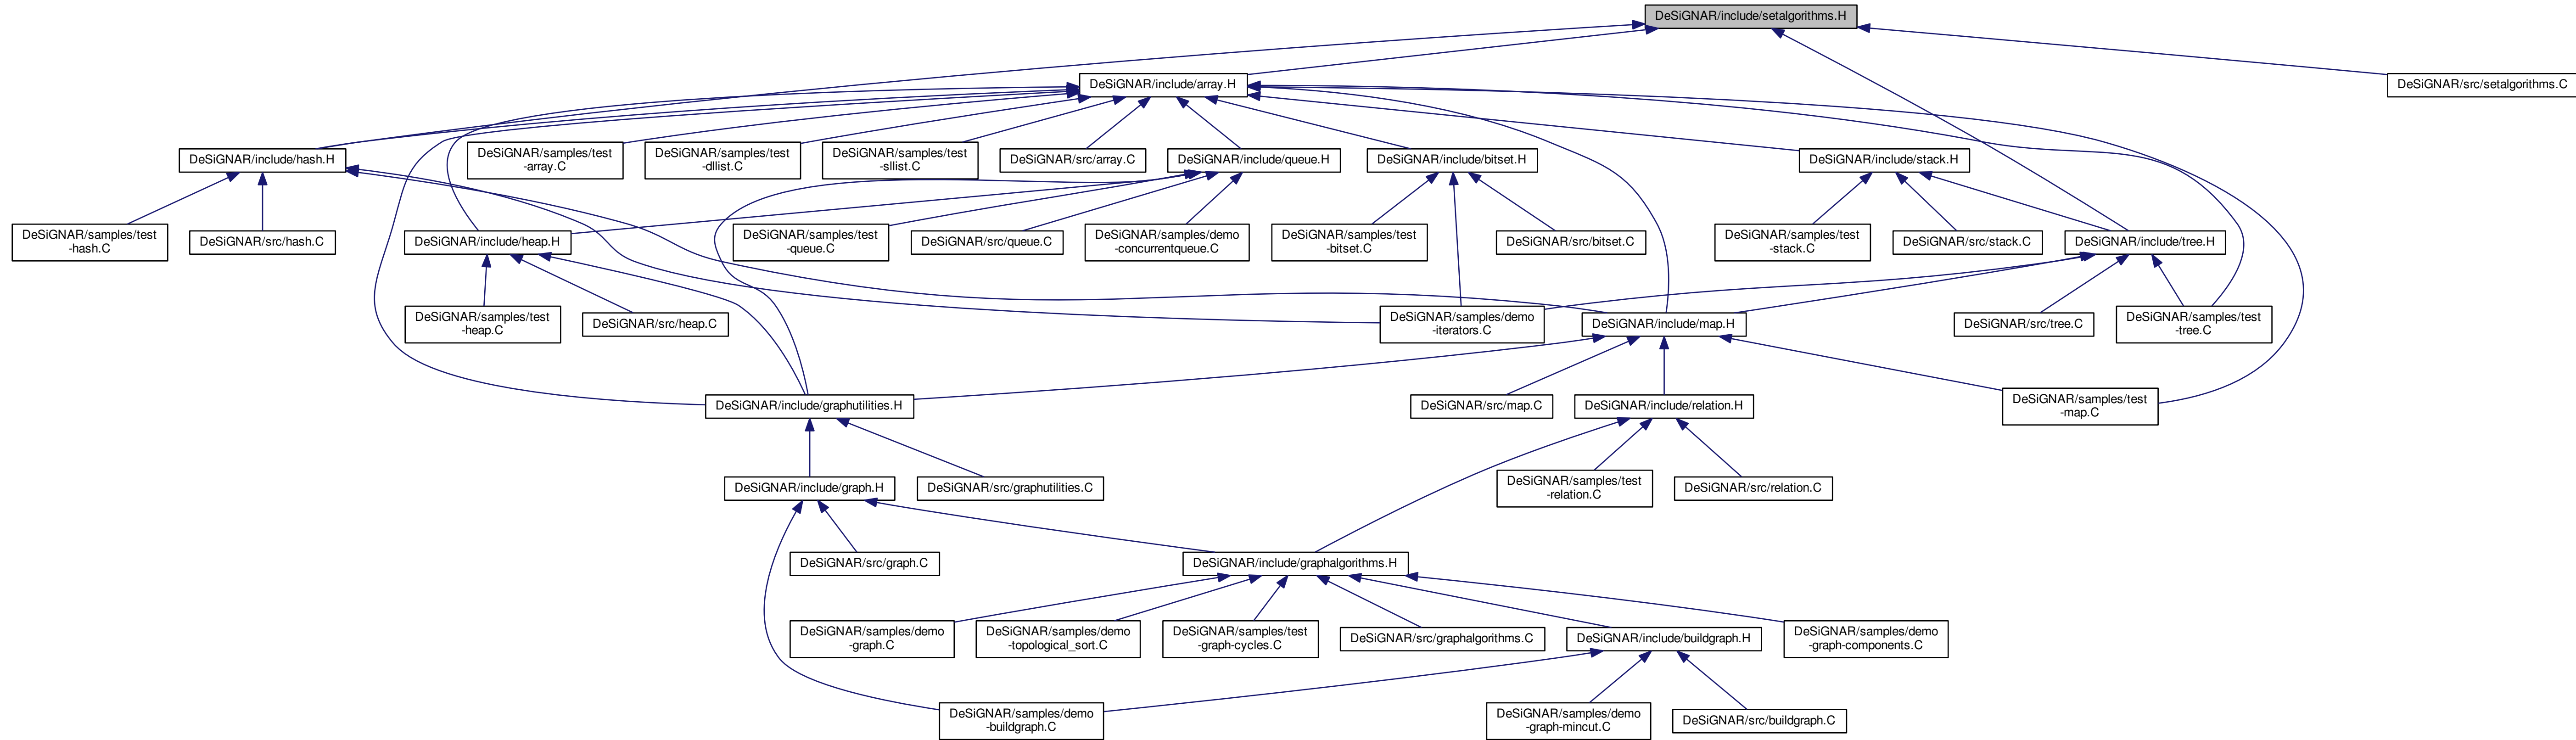 DeSiGNAR/include/setalgorithms.H
DeSiGNAR/include/array.H
DeSiGNAR/src/setalgorithms.C
DeSiGNAR/include/hash.H
DeSiGNAR/samples/test
-array.C
DeSiGNAR/samples/test
-dllist.C
DeSiGNAR/samples/test
-sllist.C
DeSiGNAR/src/array.C
DeSiGNAR/include/queue.H
DeSiGNAR/include/bitset.H
DeSiGNAR/include/stack.H
DeSiGNAR/samples/test
-hash.C
DeSiGNAR/src/hash.C
DeSiGNAR/include/heap.H
DeSiGNAR/samples/test
-queue.C
DeSiGNAR/src/queue.C
DeSiGNAR/samples/demo
-concurrentqueue.C
DeSiGNAR/samples/test
-bitset.C
DeSiGNAR/src/bitset.C
DeSiGNAR/samples/test
-stack.C
DeSiGNAR/src/stack.C
DeSiGNAR/include/tree.H
DeSiGNAR/samples/test
-heap.C
DeSiGNAR/src/heap.C
DeSiGNAR/samples/demo
-iterators.C
DeSiGNAR/include/map.H
DeSiGNAR/src/tree.C
DeSiGNAR/samples/test
-tree.C
DeSiGNAR/include/graphutilities.H
DeSiGNAR/src/map.C
DeSiGNAR/include/relation.H
DeSiGNAR/samples/test
-map.C
DeSiGNAR/include/graph.H
DeSiGNAR/src/graphutilities.C
DeSiGNAR/samples/test
-relation.C
DeSiGNAR/src/relation.C
DeSiGNAR/src/graph.C
DeSiGNAR/include/graphalgorithms.H
DeSiGNAR/samples/demo
-graph.C
DeSiGNAR/samples/demo
-topological_sort.C
DeSiGNAR/samples/test
-graph-cycles.C
DeSiGNAR/src/graphalgorithms.C
DeSiGNAR/include/buildgraph.H
DeSiGNAR/samples/demo
-graph-components.C
DeSiGNAR/samples/demo
-buildgraph.C
DeSiGNAR/samples/demo
-graph-mincut.C
DeSiGNAR/src/buildgraph.C